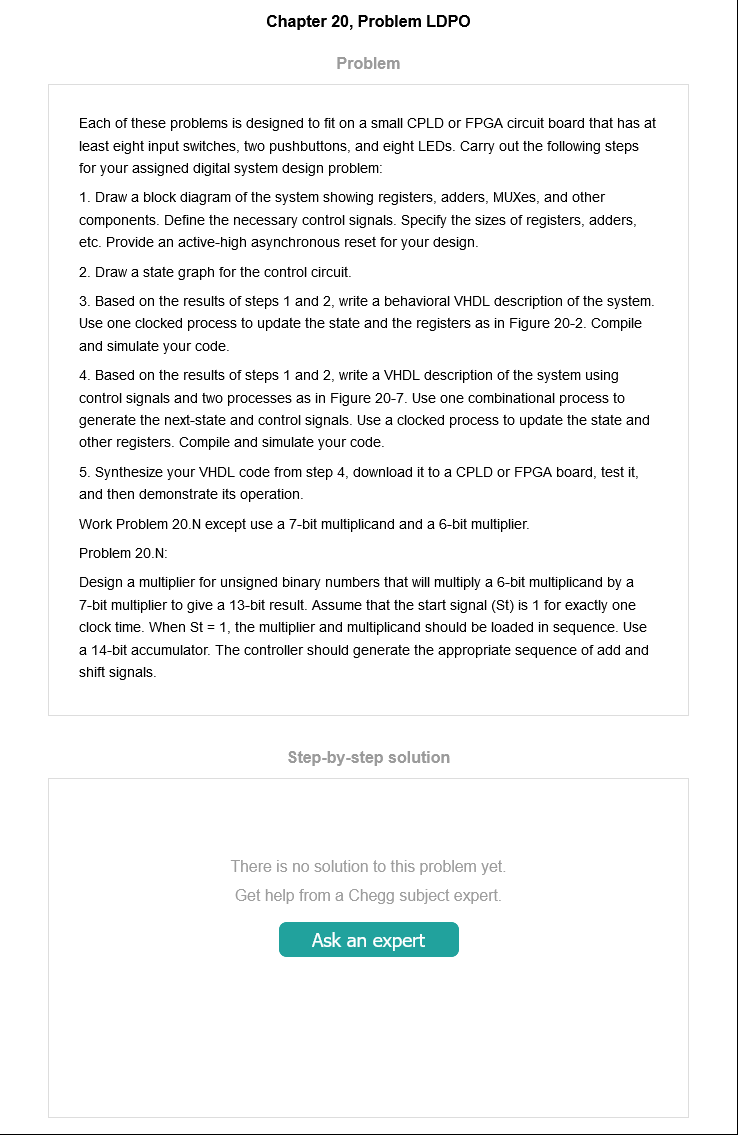 Chapter 20, Problem LDPO
Problem
Each of these problems is designed to fit on a small CPLD or FPGA circuit board that has at
least eight input switches, two pushbuttons, and eight LEDs. Carry out the following steps
for your assigned digital system design problem:
1. Draw a block diagram of the system showing registers, adders, MUXes, and other
components. Define the necessary control signals. Specify the sizes of registers, adders,
etc. Provide an active-high asynchronous reset for your design.
2. Draw a state graph for the control circuit.
3. Based on the results of steps 1 and 2, write a behavioral VHDL description of the system.
Use one clocked process to update the state and the registers as in Figure 20-2. Compile
and simulate your code.
4. Based on the results of steps 1 and 2, write a VHDL description of the system using
control signals and two processes as in Figure 20-7. Use one combinational process to
generate the next-state and control signals. Use a clocked process to update the state and
other registers. Compile and simulate your code.
5. Synthesize your VHDL code from step 4, download it to a CPLD or FPGA board, test it,
and then demonstrate its operation.
Work Problem 20.N except use a 7-bit multiplicand and a 6-bit multiplier.
Problem 20.N:
Design a multiplier for unsigned binary numbers that will multiply a 6-bit multiplicand by a
7-bit multiplier to give a 13-bit result. Assume that the start signal (St) is 1 for exactly one
clock time. When St = 1, the multiplier and multiplicand should be loaded in sequence. Use
a 14-bit accumulator. The controller should generate the appropriate sequence of add and
shift signals.
Step-by-step solution
There is no solution to this problem yet.
Get help from a Chegg subject expert.
Ask an expert